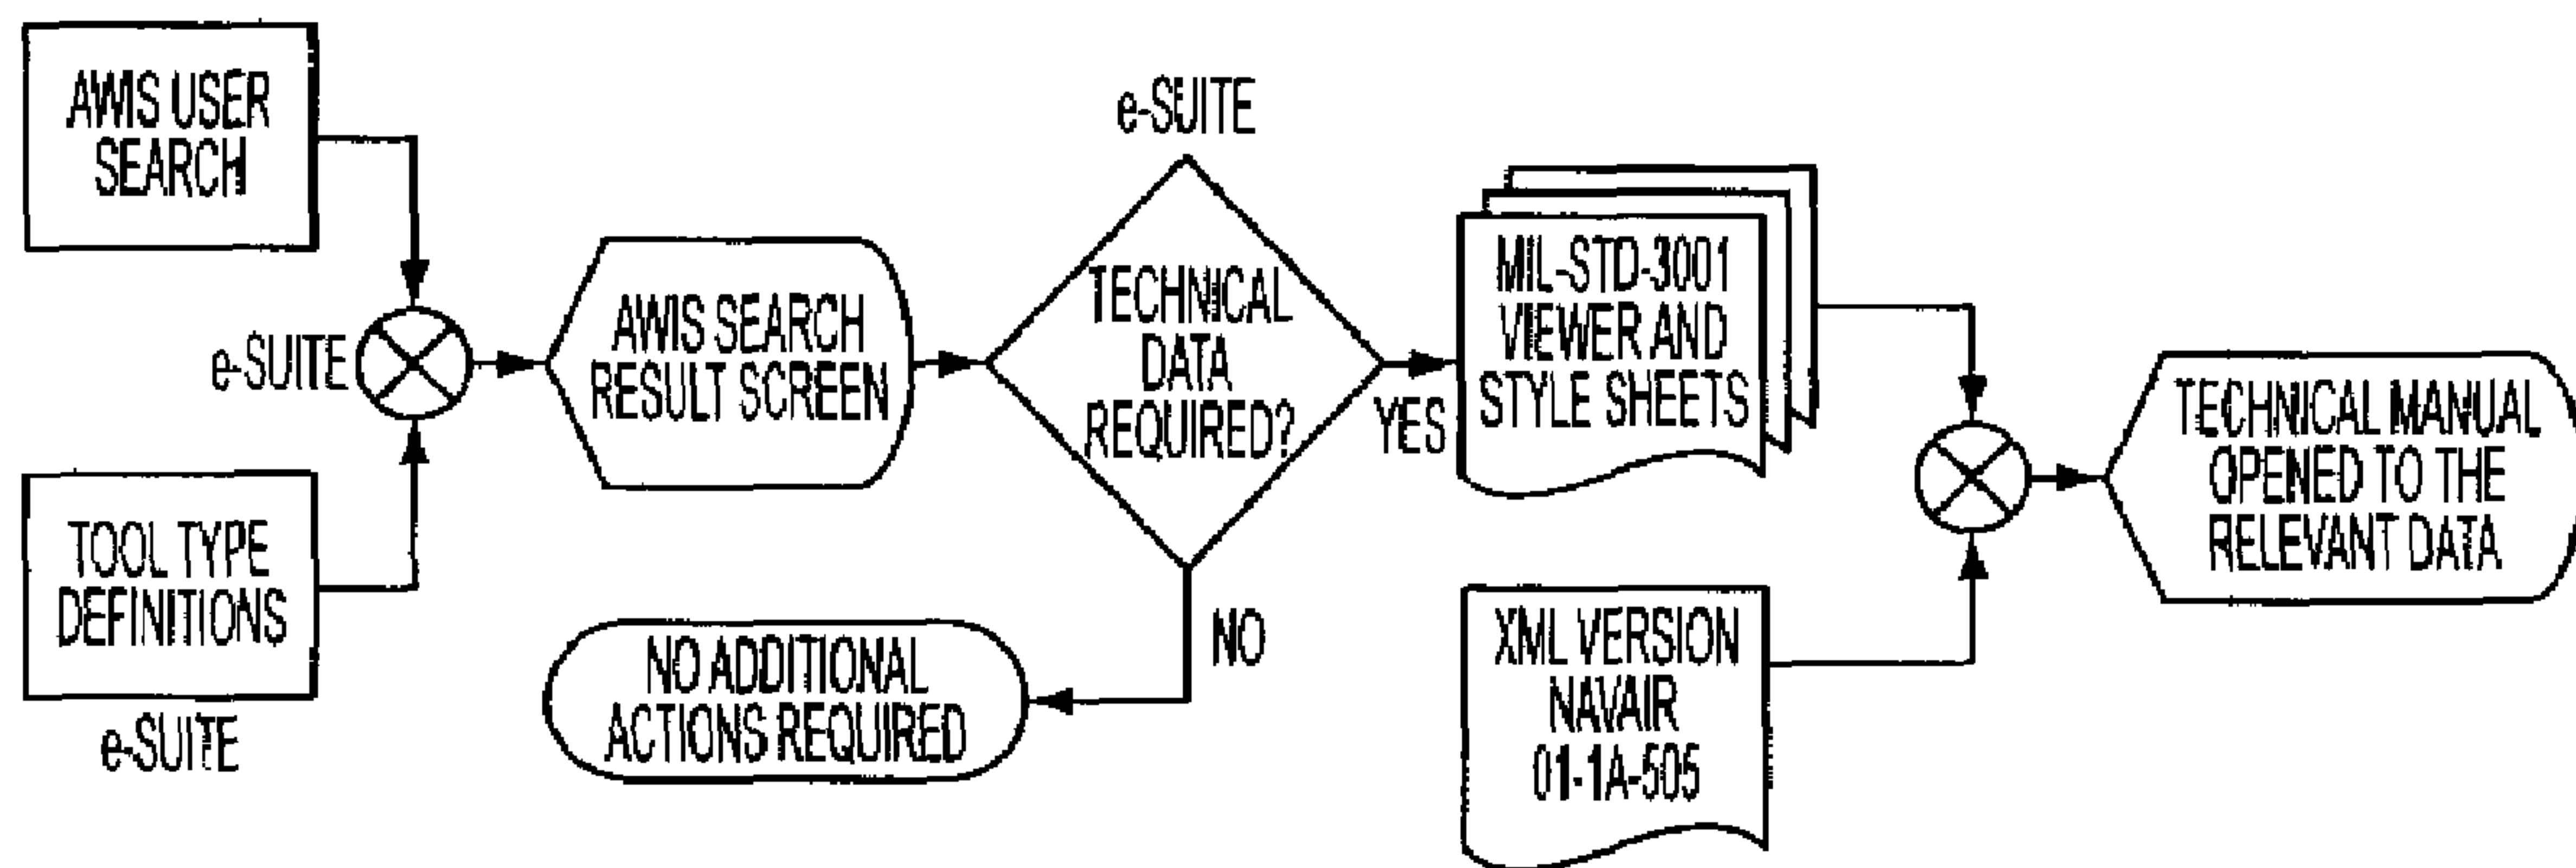 AWIS USER
SEARCH
e-SUITE
TOOL TYPE
DEFINITIONS
e-SUITE
AWIS SEARCH
RESULT SCREEN
e-SUITE
TECHNICAL
DATA
REQUIRED?
YES
NO
NO ADDITIONAL
ACTIONS REQUIRED
MIL-STD-3001
VIEWER AND
STYLE SHEETS
XML VERSION
NAVAIR
01-1A-505
TECHNICAL MANUAL
OPENED TO THE
RELEVANT DATA